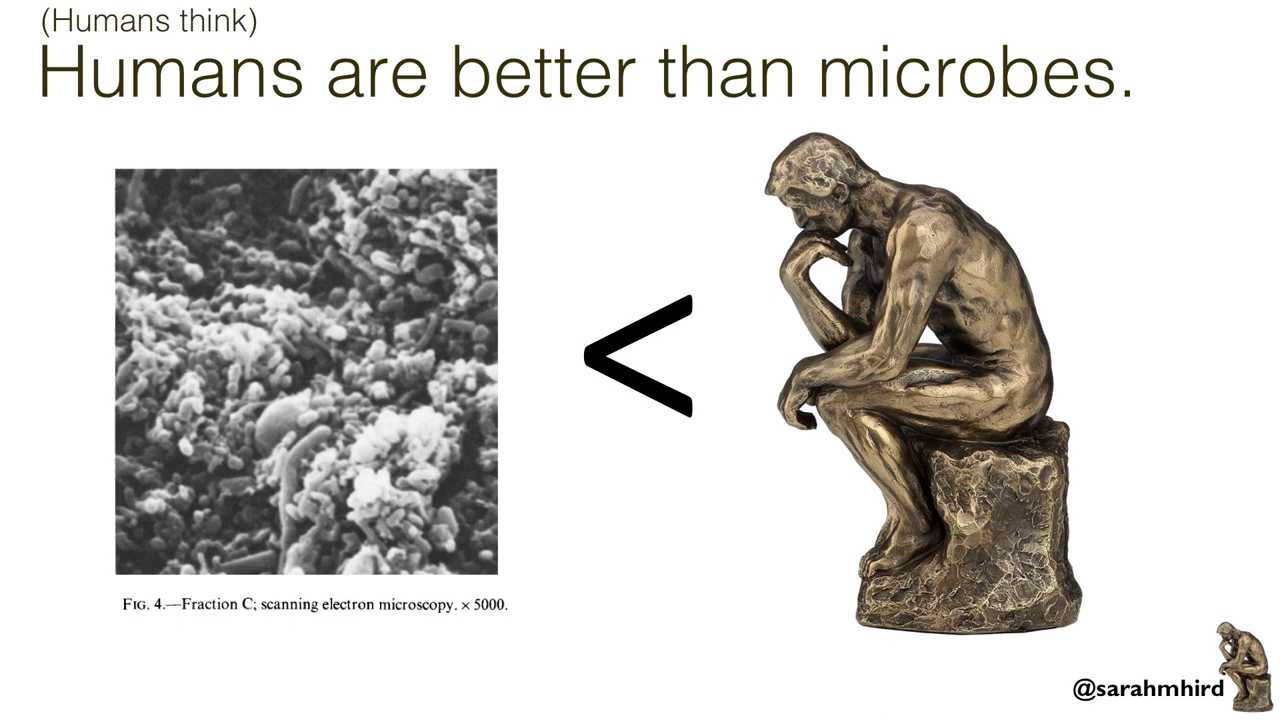 (Humans think)
Humans are better than microbes.
<
FIG. 4.—Fraction C; scanning electron microscopy. × 5000.
@sarahmhird